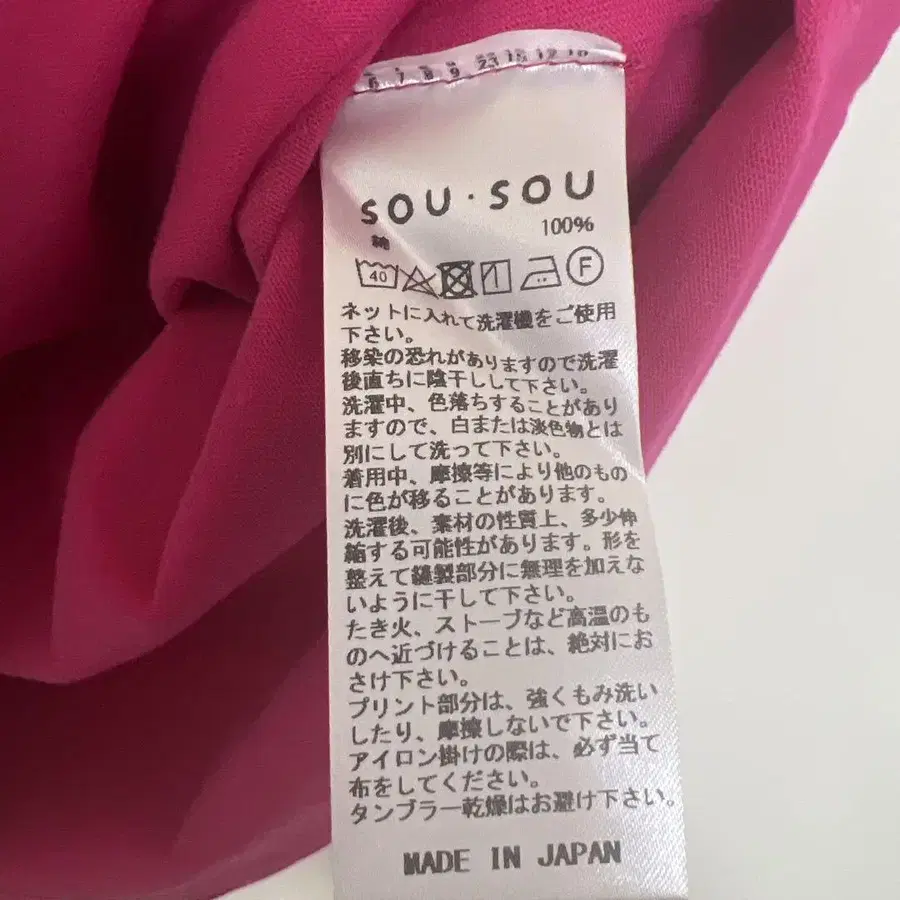 SOU・SOU
綿 100%
40 F
ネットに入れて洗濯機をご使用
下さい。
移染の恐れがありますので洗濯
後直ちに陰干しして下さい。
洗濯中、色落ちすることがあり
ますので、白または淡色物とは
別にして洗って下さい。
着用中、摩擦等により他のもの
に色が移ることがあります。
洗濯後、素材の性質上、多少伸
縮する可能性があります。形を
整えて縫製部分に無理を加えな
いように干して下さい。
たき火、ストーブなど高温のも
のへ近づけることは、絶対にお
さけ下さい。
プリント部分は、強くもみ洗い
したり、摩擦しないで下さい。
アイロン掛けの際は、必ず当て
布をしてください。
タンブラー乾燥はお避け下さい。
MADE IN JAPAN